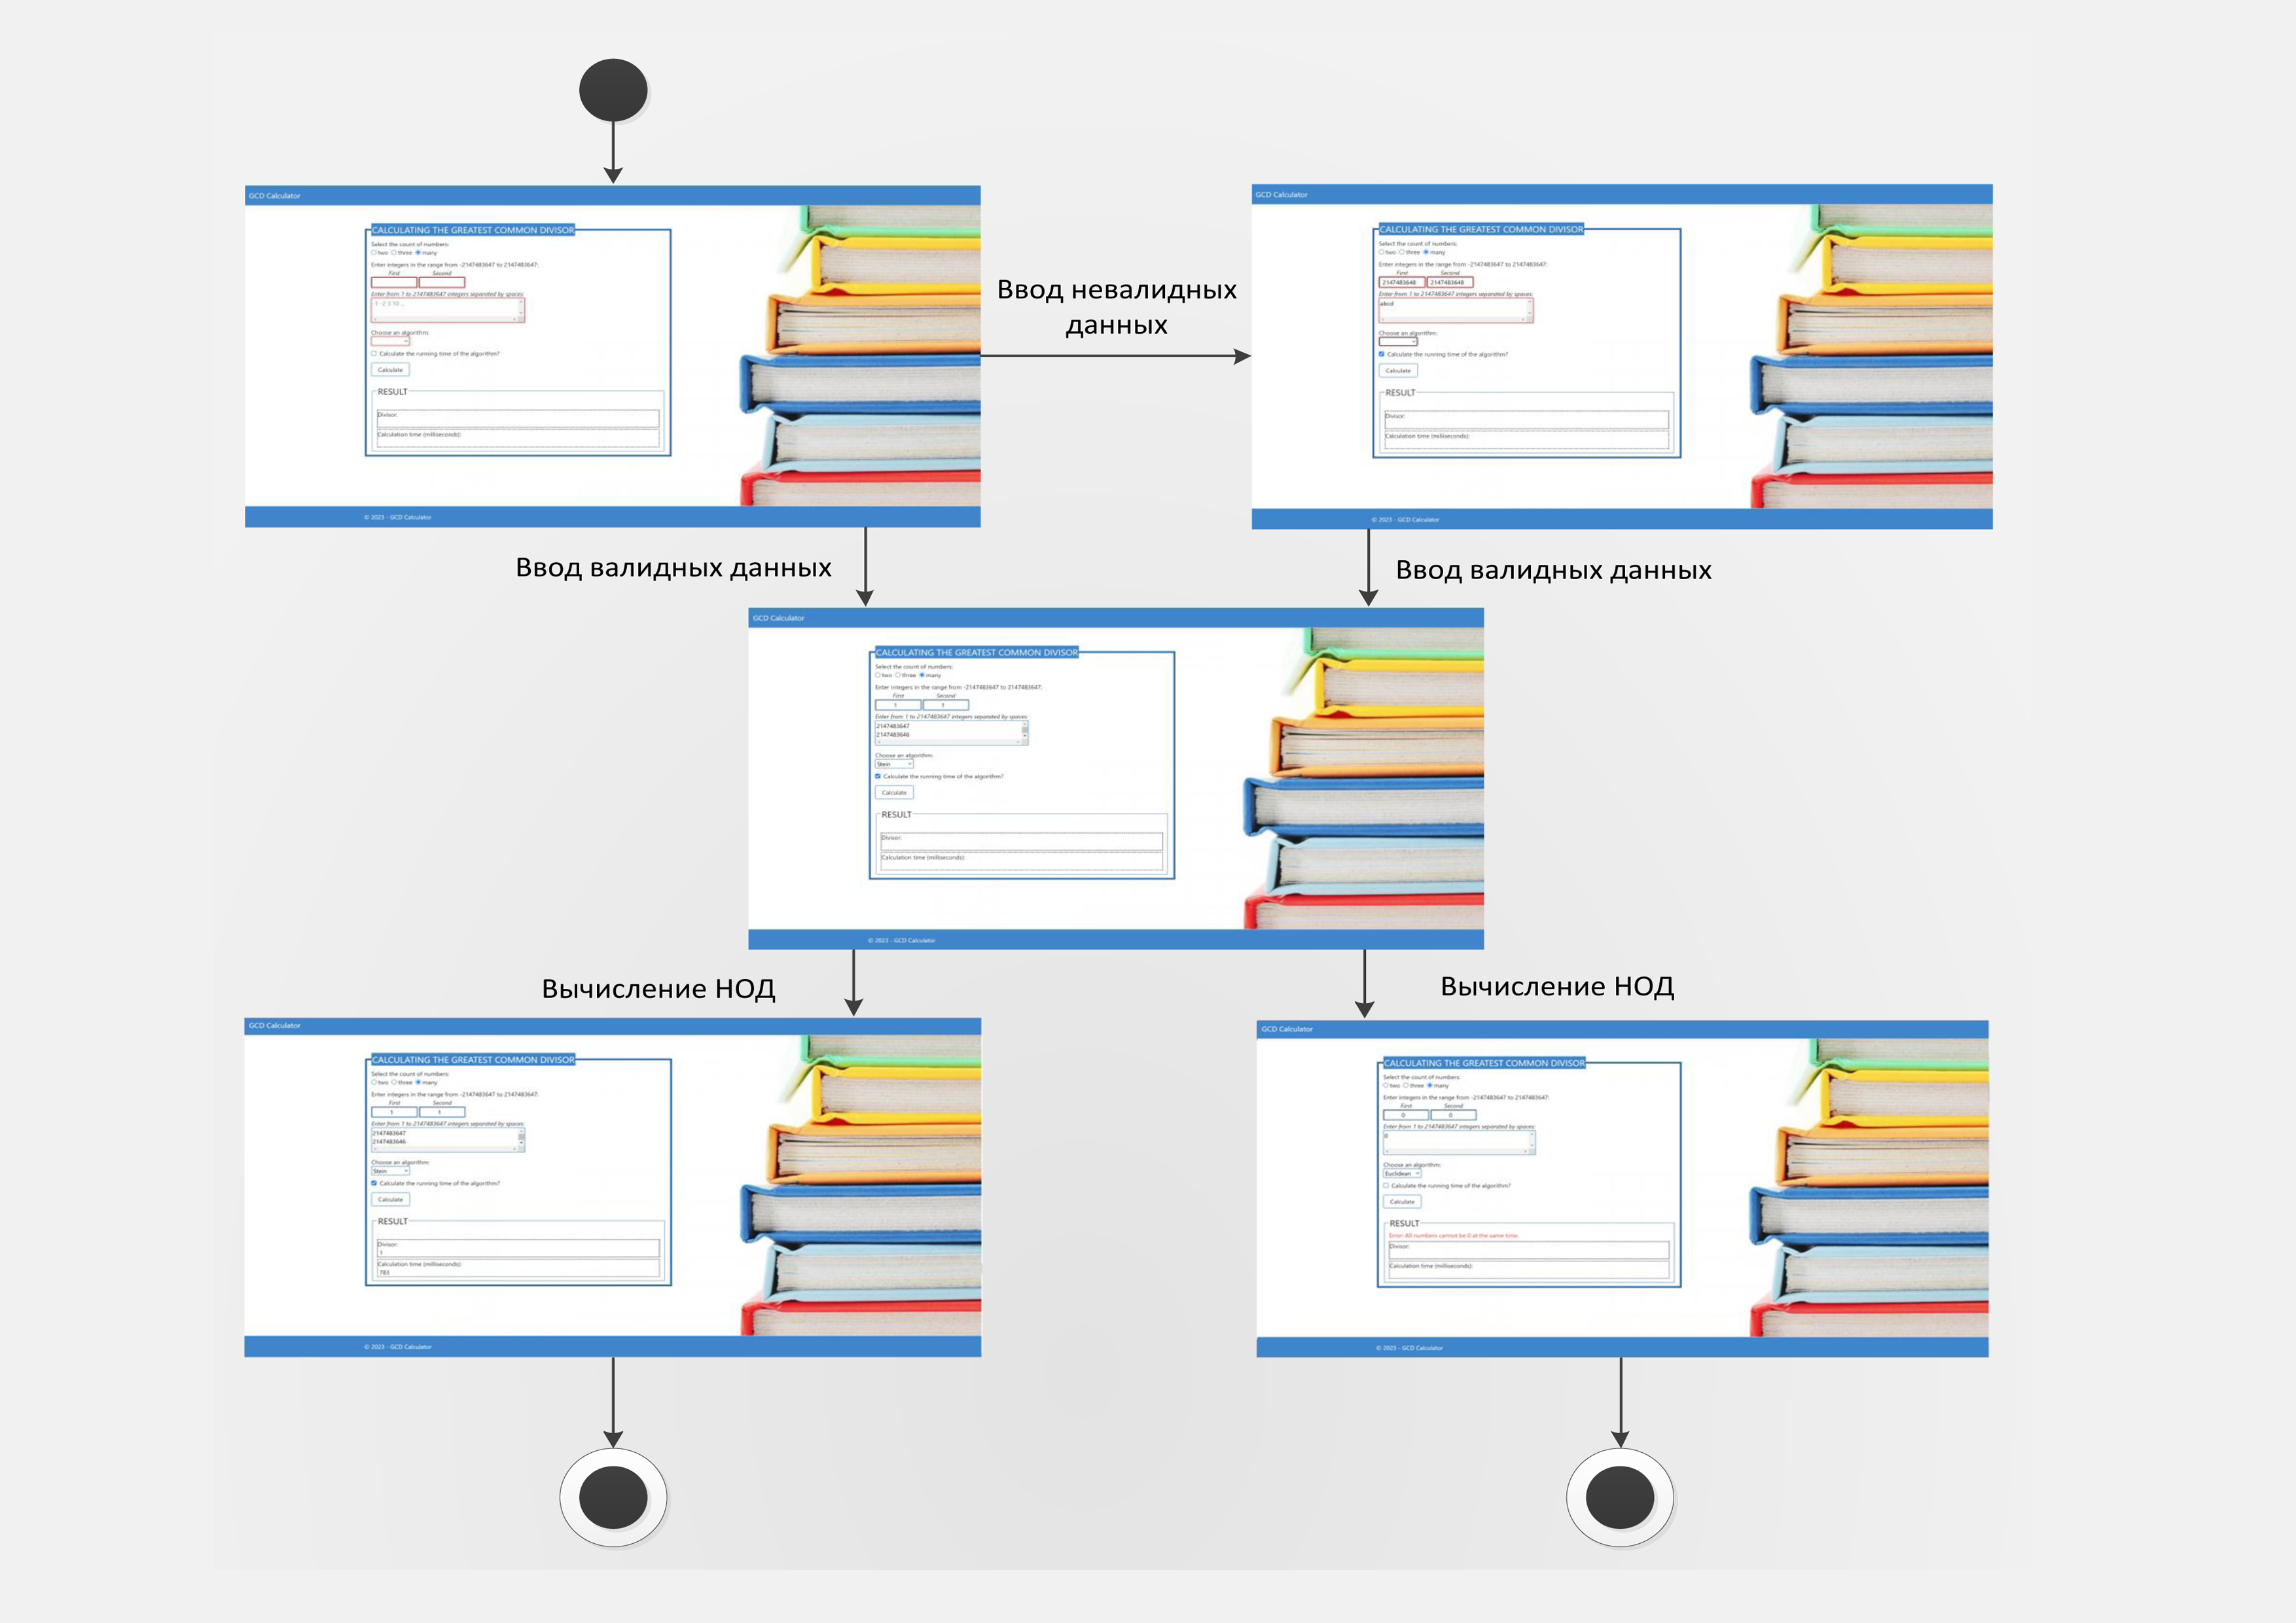 GCD Calculator
CALCULATING THE GREATEST COMMON DIVISOR
Select the count of numbers:
two three many
Enter integers in the range from -2147483647 to 2147483647:
First Second
Enter from 1 to 2147483647 integers separated by spaces:
-1 -2 3 10 ...
Choose an algorithm:
Calculate the running time of the algorithm?
Calculate
RESULT
Divisor:
Calculation time (milliseconds):
© 2023 - GCD Calculator
Ввод невалидных
данных
GCD Calculator
CALCULATING THE GREATEST COMMON DIVISOR
Select the count of numbers:
two three many
Enter integers in the range from -2147483647 to 2147483647:
First Second
2147483648 2147483648
Enter from 1 to 2147483647 integers separated by spaces:
abcd
Choose an algorithm:
Calculate the running time of the algorithm?
Calculate
RESULT
Divisor:
Calculation time (milliseconds):
© 2023 - GCD Calculator
Ввод валидных данных
Ввод валидных данных
GCD Calculator
CALCULATING THE GREATEST COMMON DIVISOR
Select the count of numbers:
two three many
Enter integers in the range from -2147483647 to 2147483647:
First Second
1 1
Enter from 1 to 2147483647 integers separated by spaces:
2147483647
2147483646
Choose an algorithm:
Stein
Calculate the running time of the algorithm?
Calculate
RESULT
Divisor:
Calculation time (milliseconds):
© 2023 - GCD Calculator
Вычисление НОД
Вычисление НОД
GCD Calculator
CALCULATING THE GREATEST COMMON DIVISOR
Select the count of numbers:
two three many
Enter integers in the range from -2147483647 to 2147483647:
First Second
1 1
Enter from 1 to 2147483647 integers separated by spaces:
2147483647
2147483646
Choose an algorithm:
Stein
Calculate the running time of the algorithm?
Calculate
RESULT
Divisor:
1
Calculation time (milliseconds):
783
© 2023 - GCD Calculator
GCD Calculator
CALCULATING THE GREATEST COMMON DIVISOR
Select the count of numbers:
two three many
Enter integers in the range from -2147483647 to 2147483647:
First Second
0 0
Enter from 1 to 2147483647 integers separated by spaces:
0
Choose an algorithm:
Euclidean
Calculate the running time of the algorithm?
Calculate
RESULT
Error: All numbers cannot be 0 at the same time.
Divisor:
Calculation time (milliseconds):
© 2023 - GCD Calculator